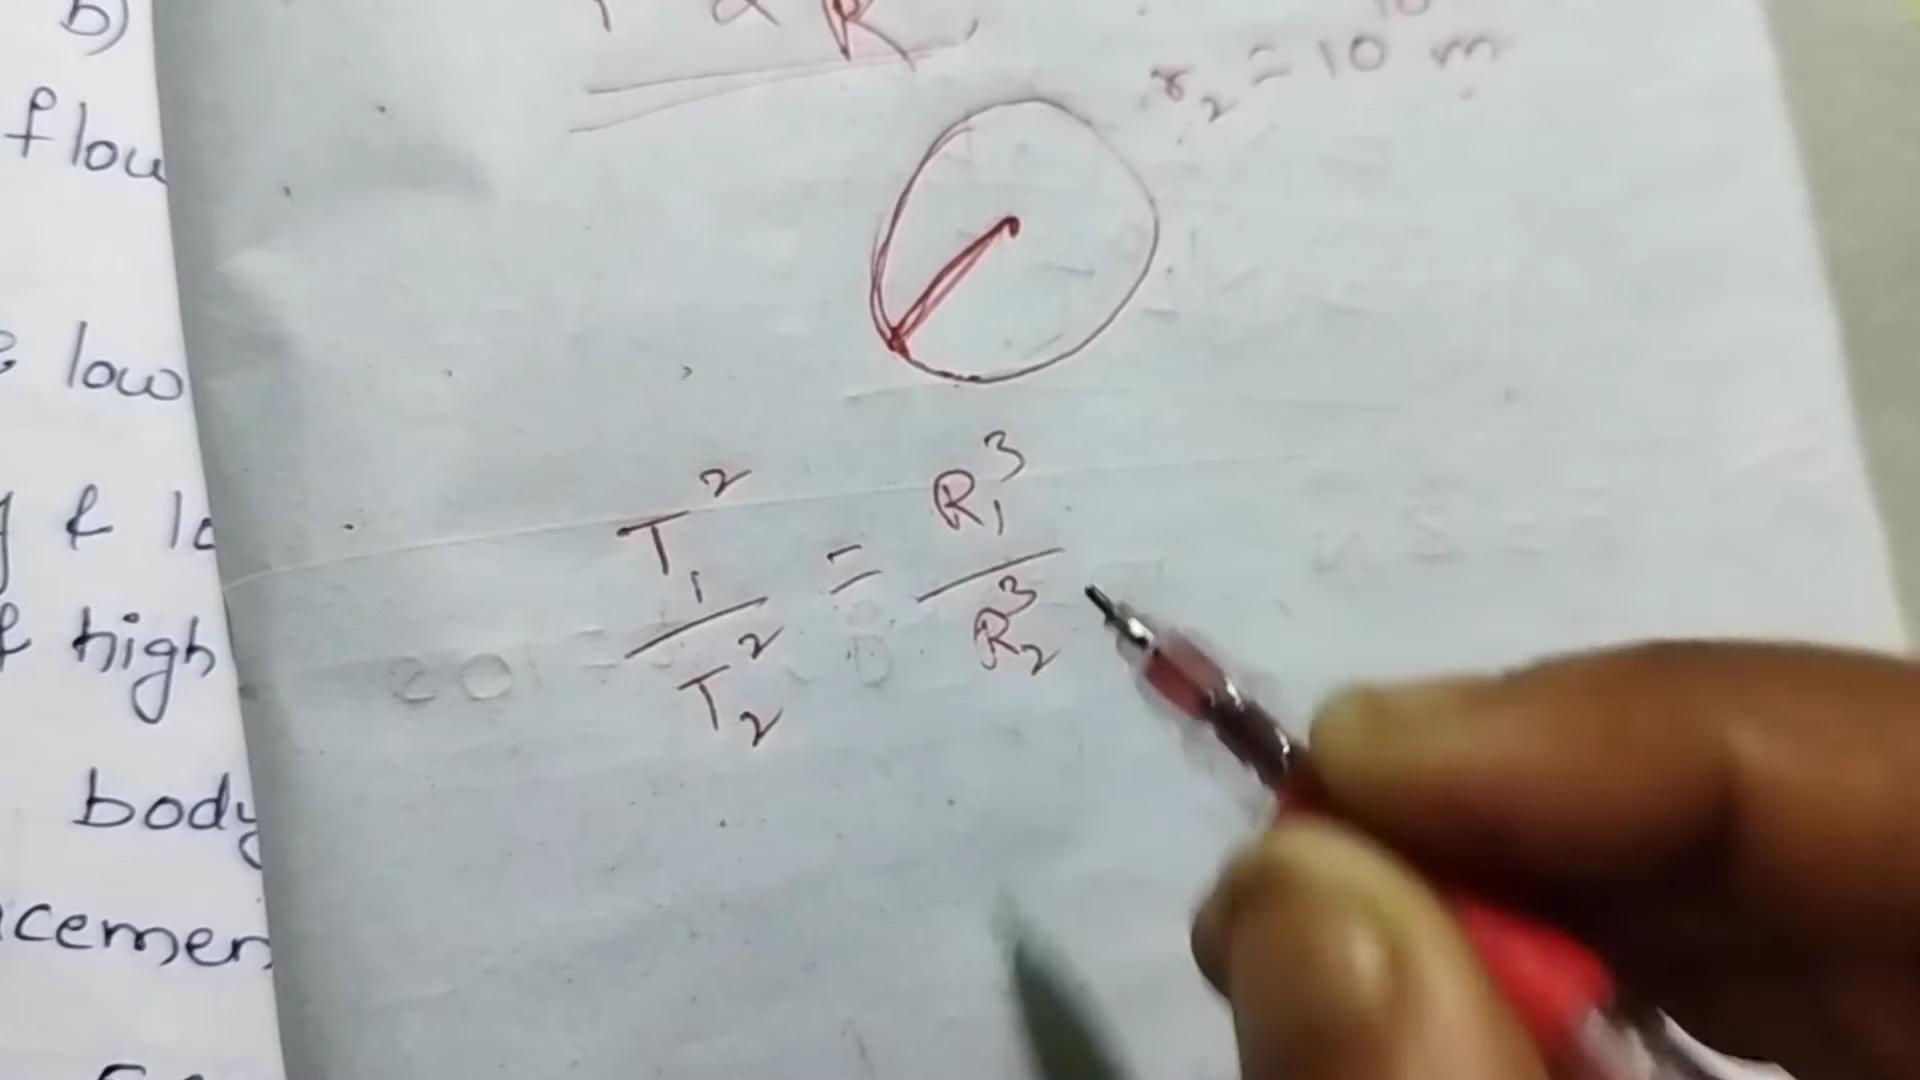 b)
flow
low
& lo
high
body
cemen
T ∝ R
r₂ = 10 m
T₁² / T₂² = R₁³ / R₂³